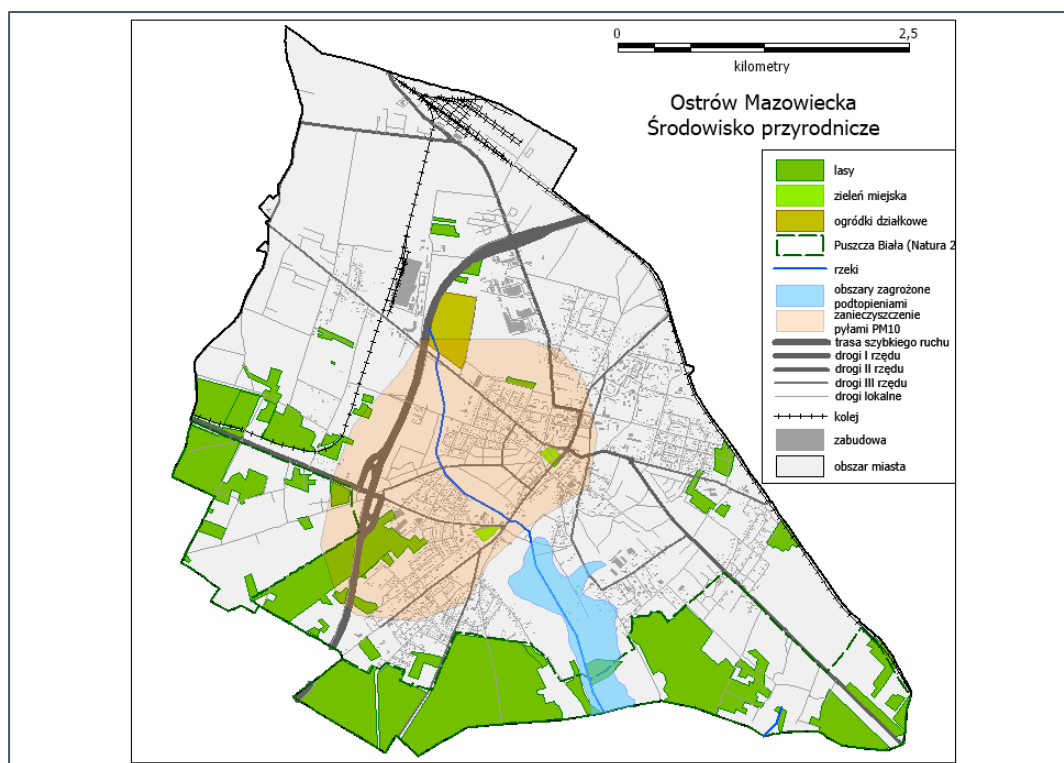 0 2,5
kilometry
Ostrów Mazowiecka
Środowisko przyrodnicze
lasy
zieleń miejska
ogródki działkowe
Puszcza Biała (Natura 2
rzeki
obszary zagrożone
podtopieniami
zanieczyszczenie
pyłami PM10
trasa szybkiego ruchu
drogi I rzędu
drogi II rzędu
drogi III rzędu
drogi lokalne
kolej
zabudowa
obszar miasta